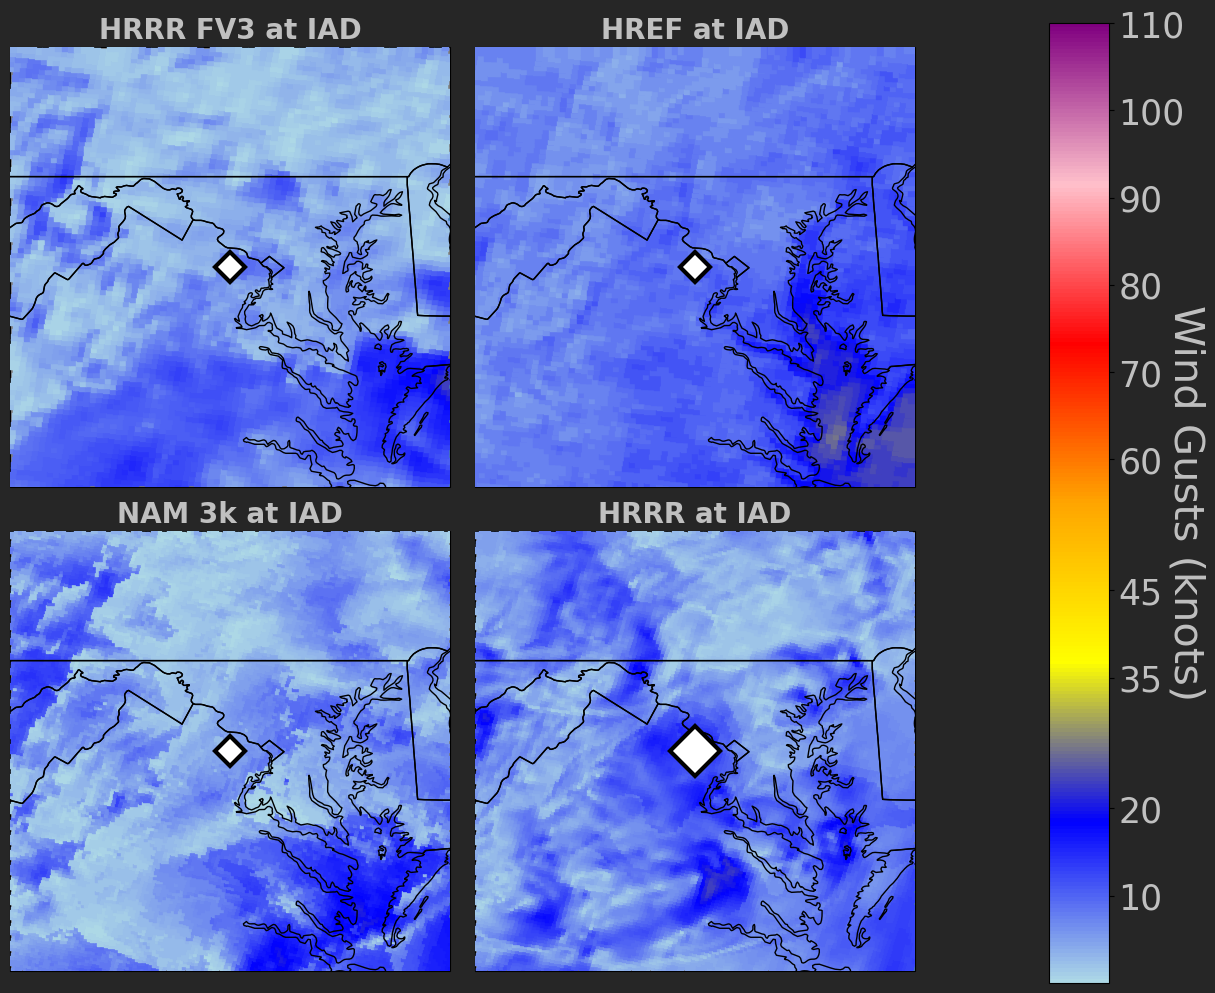 HRRR FV3 at IAD
HREF at IAD
NAM 3k at IAD
HRRR at IAD
110
100
90
80
70
60
45
35
20
10
Wind Gusts (knots)